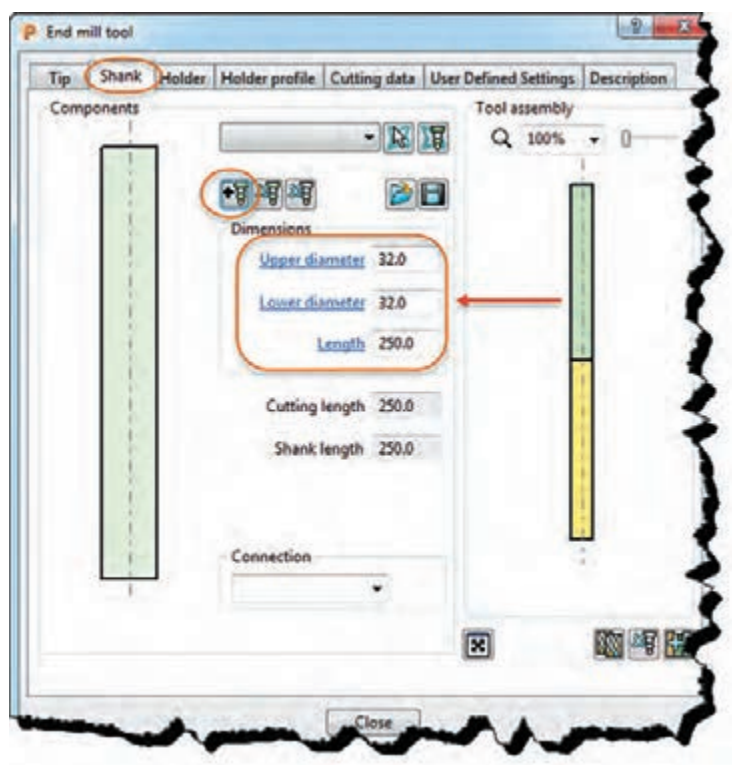 End mill tool
Tip Shank Holder Holder profile Cutting data User Defined Settings Description
Components
Tool assembly
100%
0
Dimensions
Upper diameter 32.0
Lower diameter 32.0
Length 250.0
Cutting length 250.0
Shank length 250.0
Connection
Close